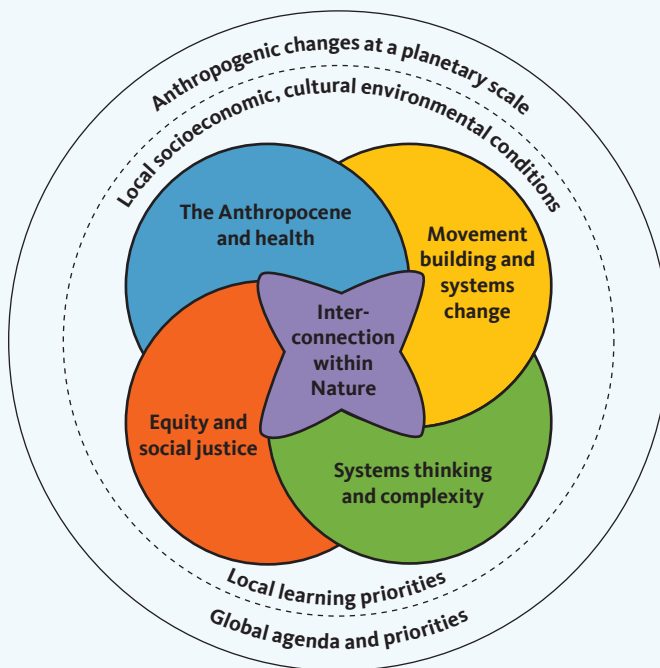 Anthropogenic changes at a planetary scale
Local socioeconomic, cultural environmental conditions
The Anthropocene
and health
Movement
building and
systems
change
Inter-
connection
within
Nature
Equity and
social justice
Systems thinking
and complexity
Local learning priorities
Global agenda and priorities